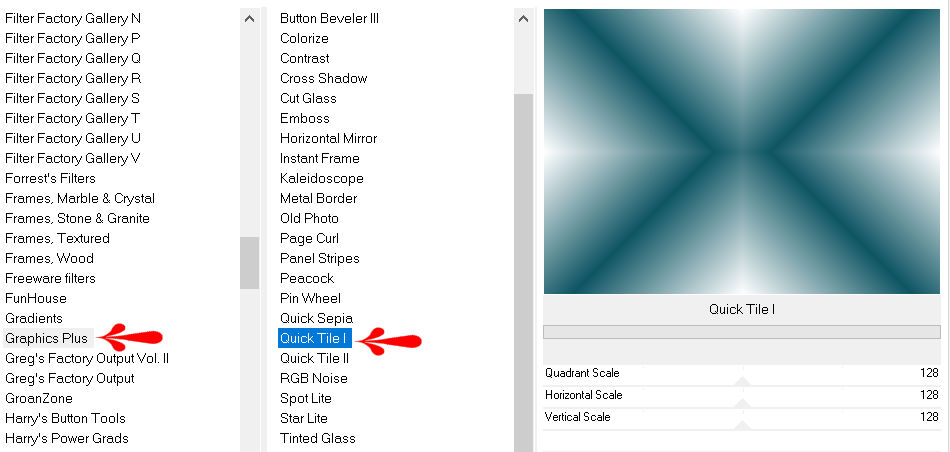 Filter Factory Gallery N
Filter Factory Gallery P
Filter Factory Gallery Q
Filter Factory Gallery R
Filter Factory Gallery S
Filter Factory Gallery T
Filter Factory Gallery U
Filter Factory Gallery V
Forrest's Filters
Frames, Marble & Crystal
Frames, Stone & Granite
Frames, Textured
Frames, Wood
Freeware filters
FunHouse
Gradients
Graphics Plus
Greg's Factory Output Vol. II
Greg's Factory Output
GroanZone
Harry's Button Tools
Harry's Power Grads
Button Beveler III
Colorize
Contrast
Cross Shadow
Cut Glass
Emboss
Horizontal Mirror
Instant Frame
Kaleidoscope
Metal Border
Old Photo
Page Curl
Panel Stripes
Peacock
Pin Wheel
Quick Sepia
Quick Tile I
Quick Tile II
RGB Noise
Spot Lite
Star Lite
Tinted Glass
Quick Tile I
Quadrant Scale 128
Horizontal Scale 128
Vertical Scale 128